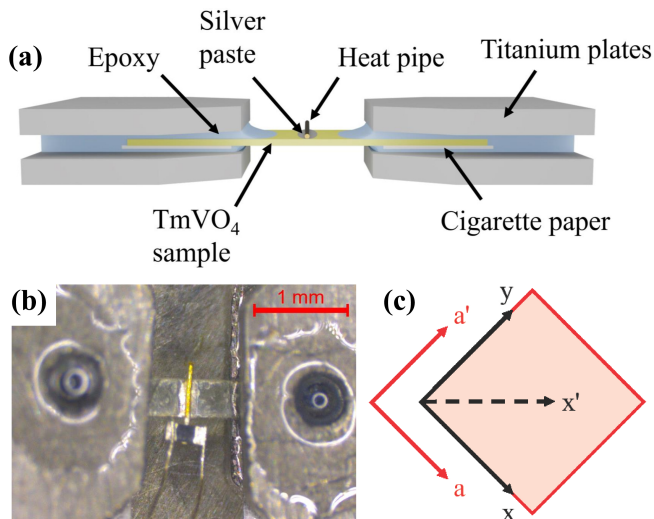 (a)
Epoxy
Silver
paste
Heat pipe
Titanium plates
TmVO₄
sample
Cigarette paper
(b)
1 mm
(c)
a'
y
x'
a
x